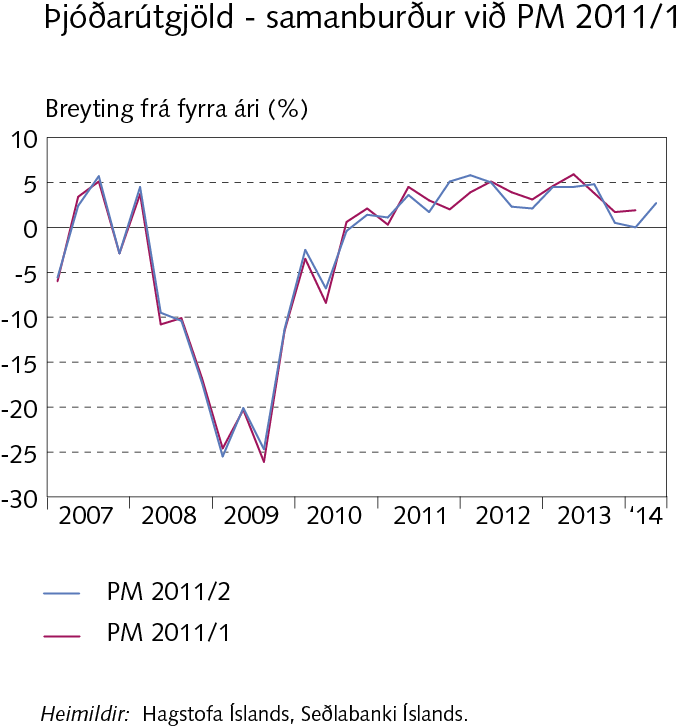 Þjóðarútgjöld - samanburður við PM 2011/1
Breyting frá fyrra ári (%)
10
5
0
-5
-10
-15
-20
-25
-30
2007 2008 2009 2010 2011 2012 2013 ‘14
PM 2011/2
PM 2011/1
Heimildir: Hagstofa Íslands, Seðlabanki Íslands.